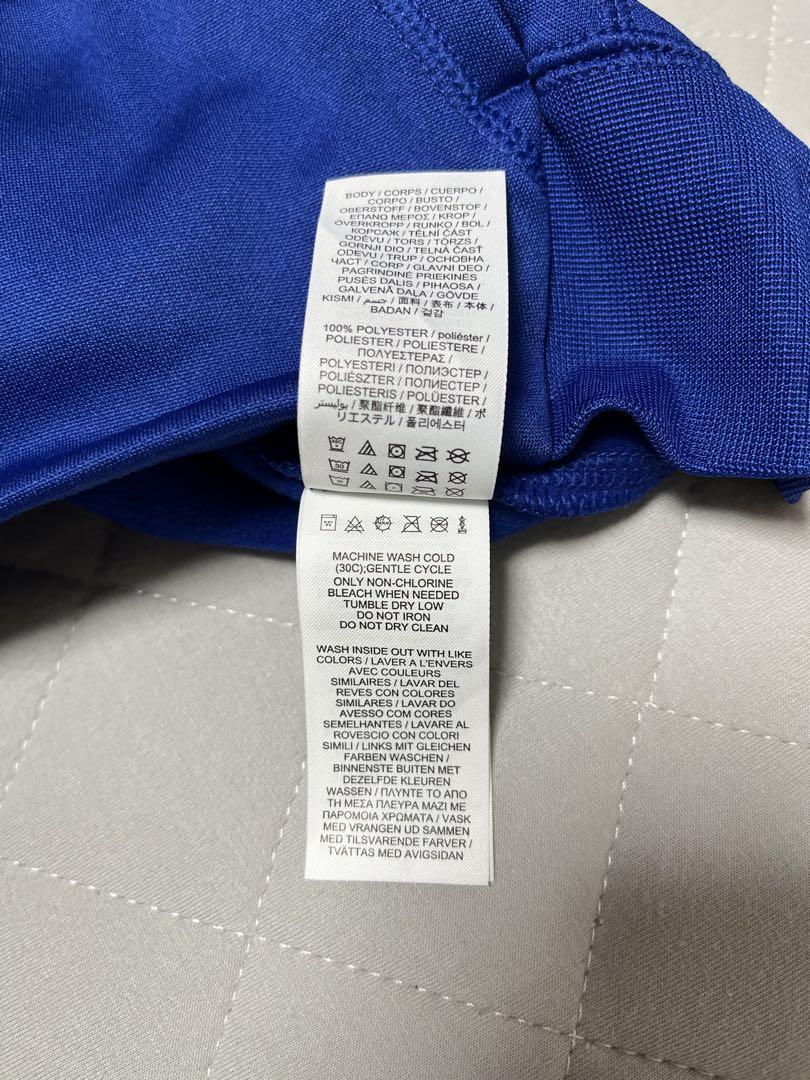 BODY / CORPS / CUERPO /
CORPO / BUSTO /
OBERSTOFF / BOVENSTOF /
ΕΠΑΝΩ ΜΕΡΟΣ / KROP /
ÖVERKROPP / RUNKO / BOL /
КОРСАЖ / TĚLNÍ ČÁST
ODĚVU / TORS / TÖRZS /
GORNJI DIO / TELNÁ ČASŤ
ODEVU / TRUP / ОСНОВНА
ЧАСТ / CORP / GLAVNI DEO /
PAGRINDINĖ PRIEKINĖS
PUSĖS DALIS / PIHAOSA /
GALVENĀ DAĻA / GÖVDE
KISMI / جسم / 面料 / 表布 / 本体 /
BADAN / 겉감
100% POLYESTER / poliéster /
POLIESTER / POLIESTERE /
ΠΟΛΥΕΣΤΕΡΑΣ /
POLYESTERI / ПОЛИЭСТЕР /
POLIÉSZTER / ПОЛИЕСТЕР /
POLIESTERIS / POLÜESTER /
بوليستر / 聚酯纤维 / 聚酯纖維 / ポ
リエステル / 폴리에스터
30
MACHINE WASH COLD
(30C);GENTLE CYCLE
ONLY NON-CHLORINE
BLEACH WHEN NEEDED
TUMBLE DRY LOW
DO NOT IRON
DO NOT DRY CLEAN
WASH INSIDE OUT WITH LIKE
COLORS / LAVER A L'ENVERS
AVEC COULEURS
SIMILAIRES / LAVAR DEL
REVES CON COLORES
SIMILARES / LAVAR DO
AVESSO COM CORES
SEMELHANTES / LAVARE AL
ROVESCIO CON COLORI
SIMILI / LINKS MIT GLEICHEN
FARBEN WASCHEN /
BINNENSTE BUITEN MET
DEZELFDE KLEUREN
WASSEN / ΠΛΥΝΤΕ ΤΟ ΑΠΟ
ΤΗ ΜΕΣΑ ΠΛΕΥΡΑ ΜΑΖΙ ΜΕ
ΠΑΡΟΜΟΙΑ ΧΡΩΜΑΤΑ / VASK
MED VRANGEN UD SAMMEN
MED TILSVARENDE FARVER /
TVÄTTAS MED AVIGSIDAN